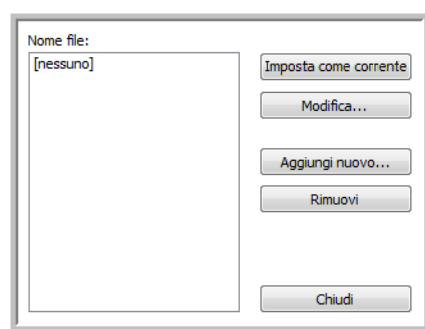 Nome file:
[nessuno]
Imposta come corrente
Modifica...
Aggiungi nuovo...
Rimuovi
Chiudi